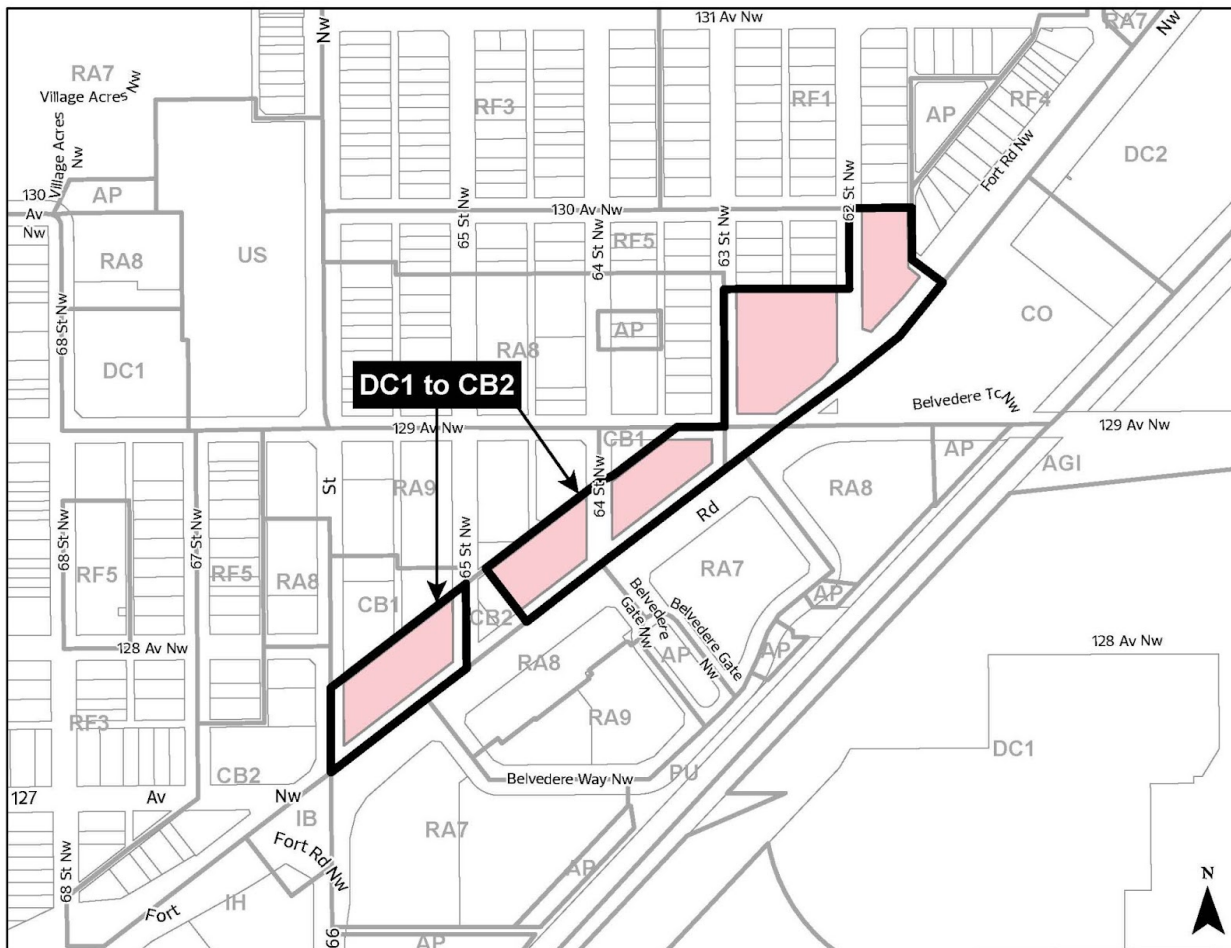 131 Av Nw
RA7
Nw
Nw
RA7
Village Acres Nw
RF3
RF1
AP
RF4
Village Acres Nw
Fort Rd Nw
DC2
AP
130 Av Nw
65 St Nw
130 Av Nw
64 St Nw
RF5
63 St Nw
62 St Nw
RA8
US
CO
68 St Nw
AP
DC1
RA8
DC1 to CB2
Belvedere Tc Nw
129 Av Nw
CB1
129 Av Nw
AP
AGI
St
RA9
64 St Nw
RA8
Rd
68 St Nw
67 St Nw
65 St Nw
RF5
RF5
RA8
RA7
CB1
CB2
AP
Belvedere Gate Nw
Belvedere Gate Nw
128 Av Nw
128 Av Nw
RA8
AP
AP
RF3
RA9
DC1
CB2
Belvedere Way Nw
PU
127 Av Nw
IB
RA7
Fort Rd Nw
AP
68 St Nw
IH
N
Fort
66
AP